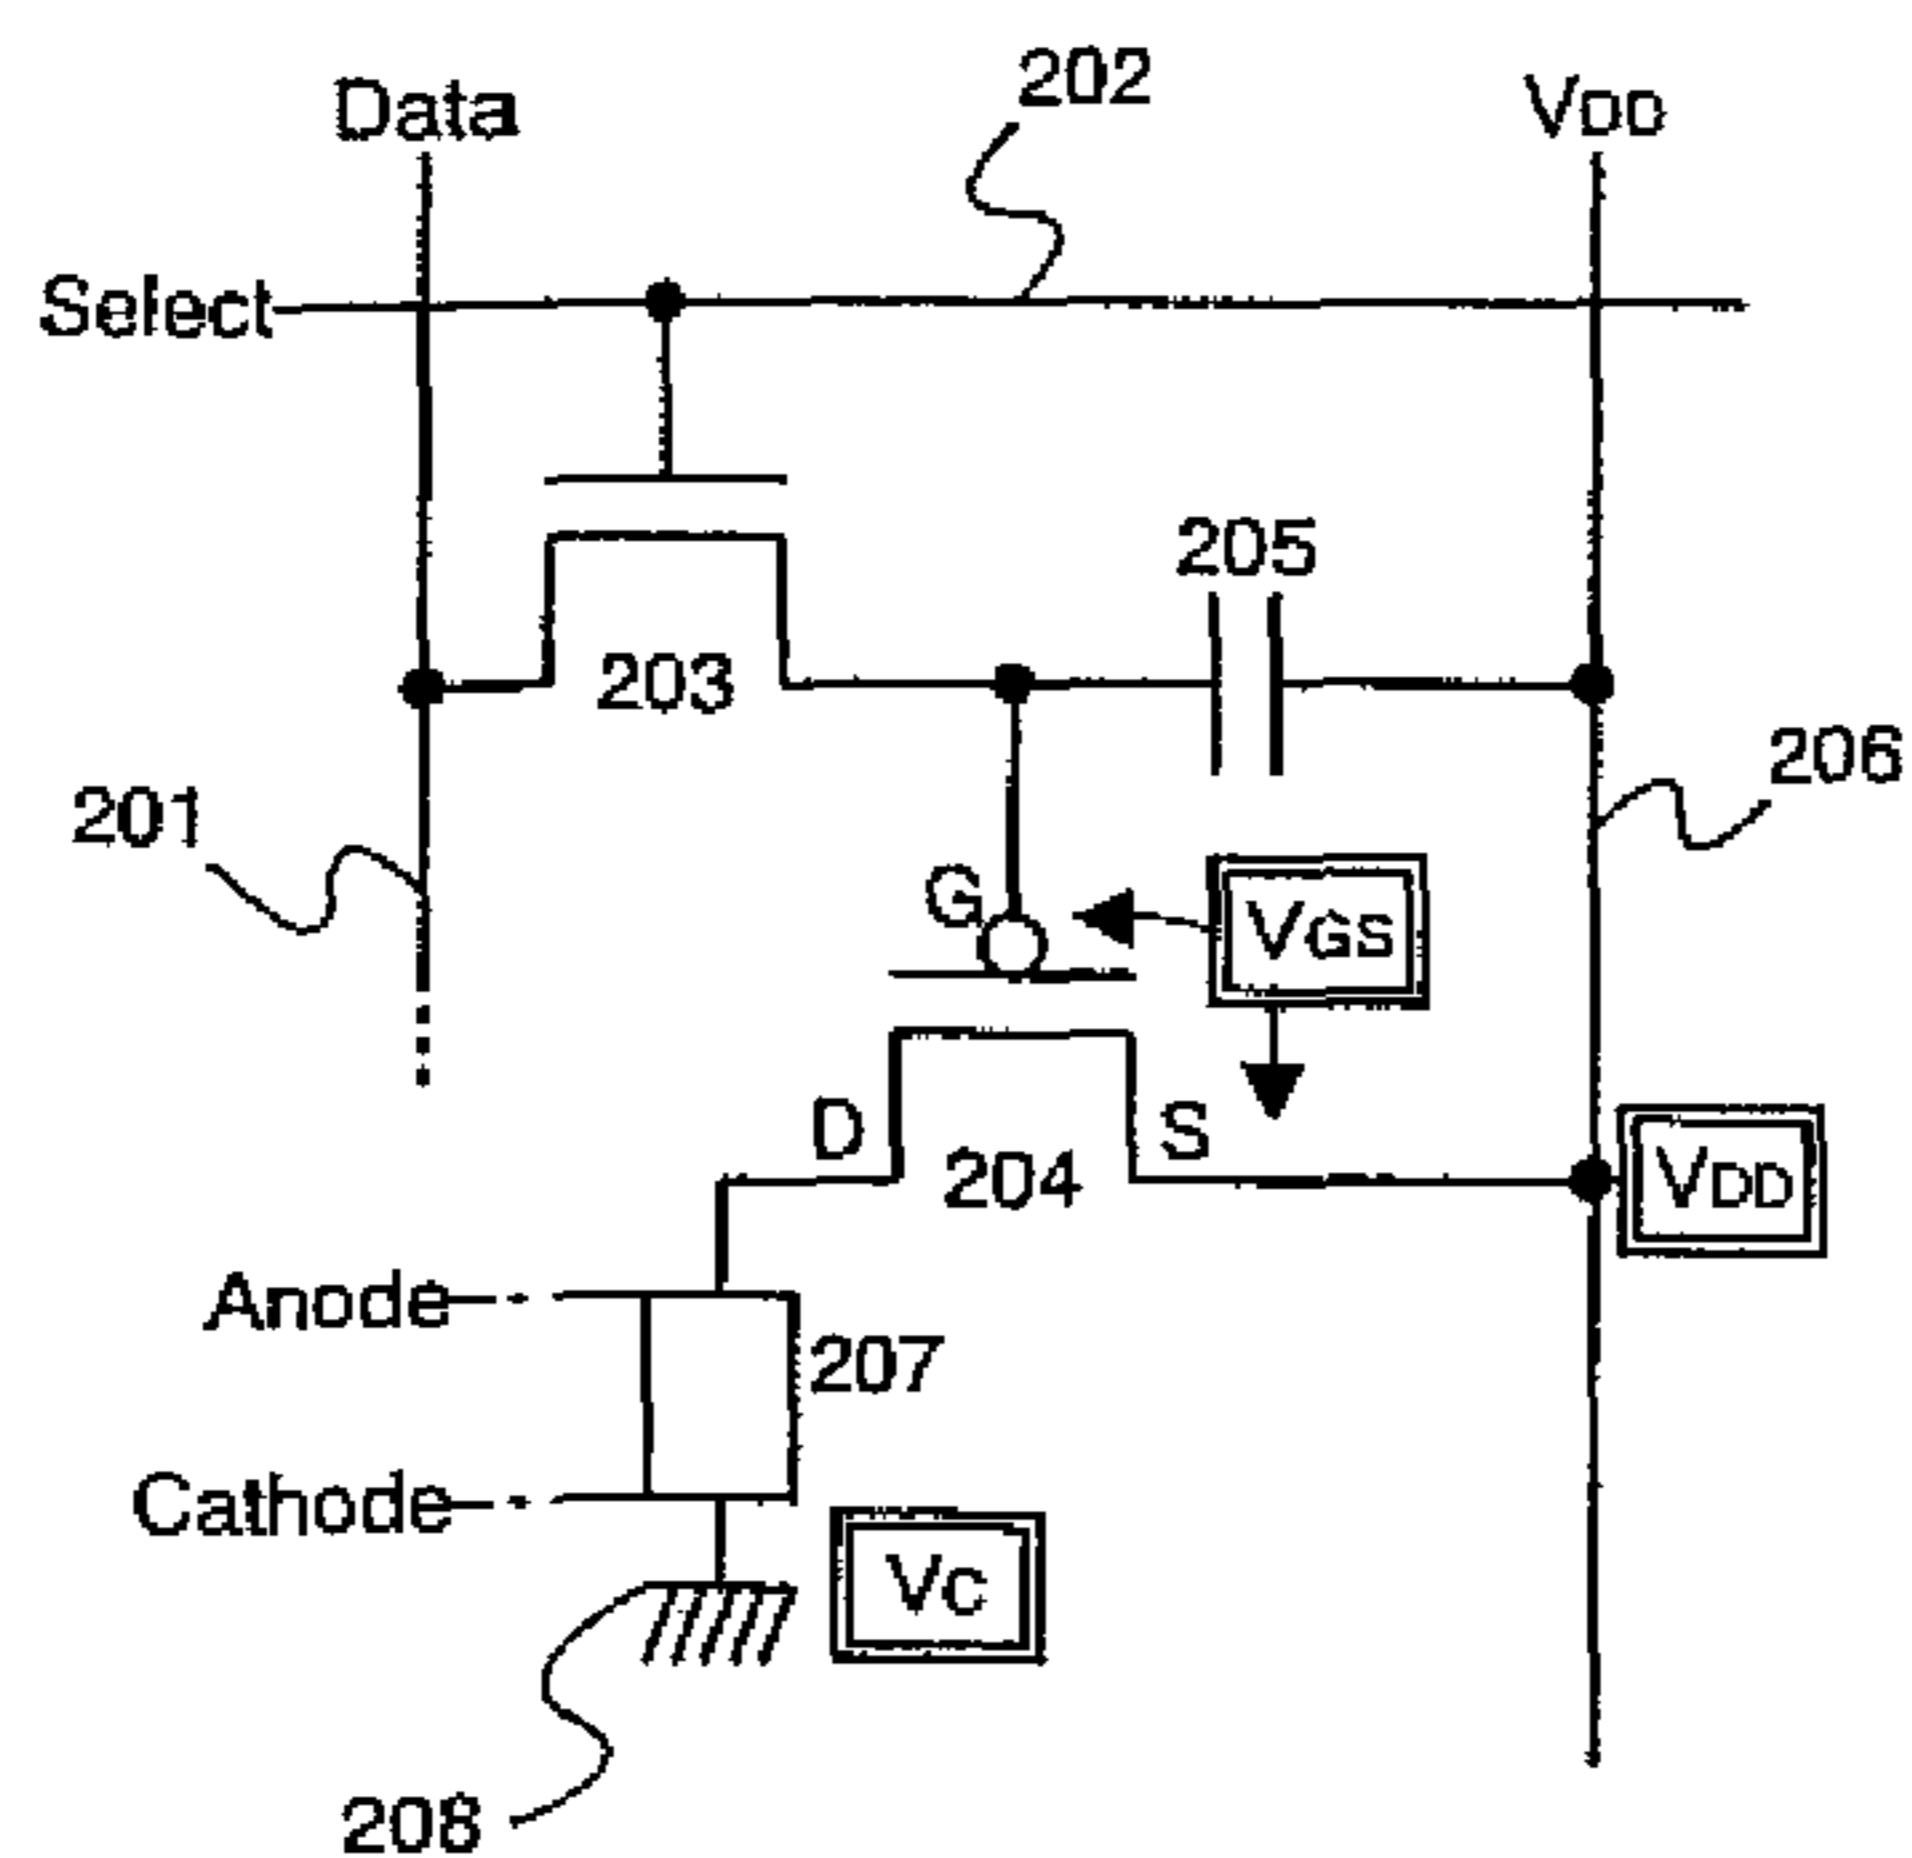 202
Data
VDD
Select
205
203
206
201
G
VGS
D
S
204
VDD
Anode
207
Cathode
VC
208